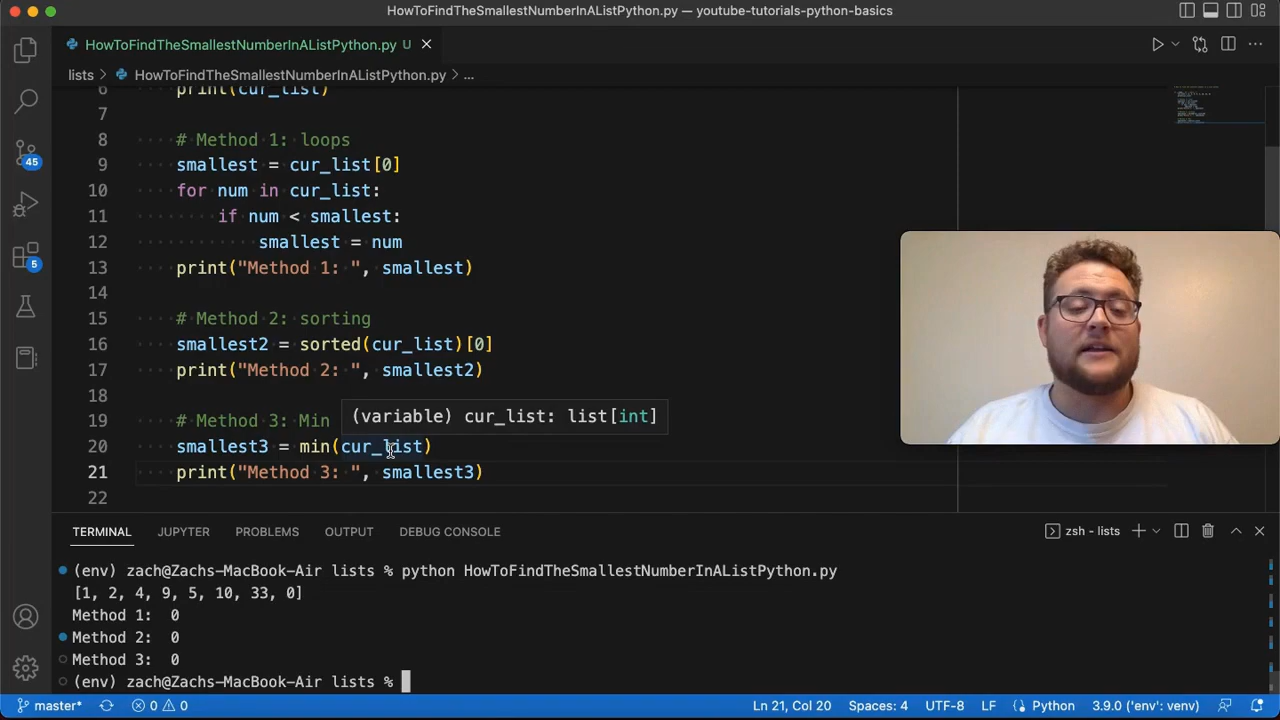 HowToFindTheSmallestNumberInAListPython.py — youtube-tutorials-python-basics
HowToFindTheSmallestNumberInAListPython.py U
lists > HowToFindTheSmallestNumberInAListPython.py > ...
6 print(cur_list)
7
8 # Method 1: loops
9 smallest = cur_list[0]
10 for num in cur_list:
11 if num < smallest:
12 smallest = num
13 print("Method 1: ", smallest)
14
15 # Method 2: sorting
16 smallest2 = sorted(cur_list)[0]
17 print("Method 2: ", smallest2)
18
(variable) cur_list: list[int]
19 # Method 3: Min
20 smallest3 = min(cur_list)
21 print("Method 3: ", smallest3)
22
45
5
TERMINAL JUPYTER PROBLEMS OUTPUT DEBUG CONSOLE zsh - lists
(env) zach@Zachs-MacBook-Air lists % python HowToFindTheSmallestNumberInAListPython.py
[1, 2, 4, 9, 5, 10, 33, 0]
Method 1:  0
Method 2:  0
Method 3:  0
(env) zach@Zachs-MacBook-Air lists %
master* 0 0 Ln 21, Col 20 Spaces: 4 UTF-8 LF Python 3.9.0 ('env': venv)